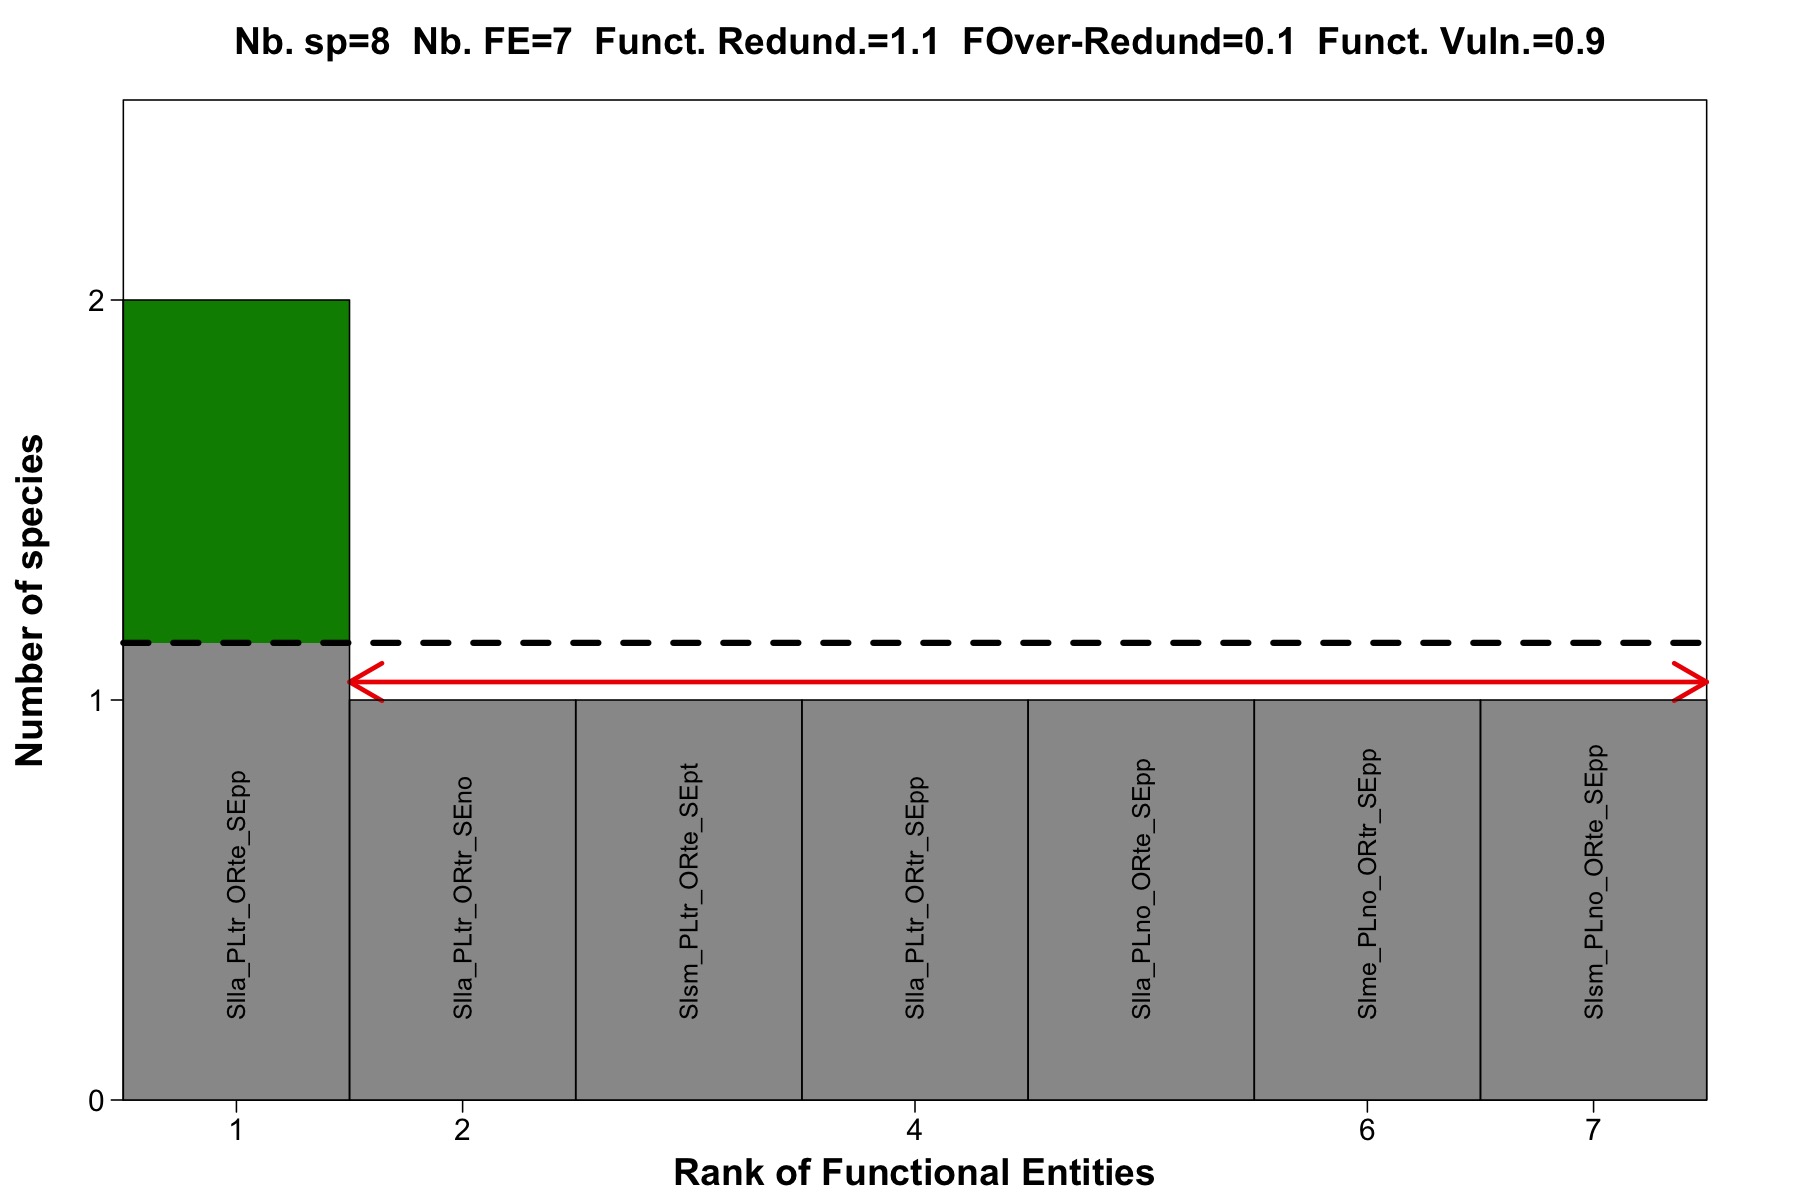 Nb. sp=8 Nb. FE=7 Funct. Redund.=1.1 FOver-Redund=0.1 Funct. Vuln.=0.9
Number of species
2
1
0
SIla_PLtr_ORte_SEpp
SIla_PLtr_ORtr_SEno
SIsm_PLtr_ORte_SEpt
SIla_PLtr_ORtr_SEpp
SIla_PLno_ORte_SEpp
SIme_PLno_ORtr_SEpp
SIsm_PLno_ORte_SEpp
1 2 4 6 7
Rank of Functional Entities